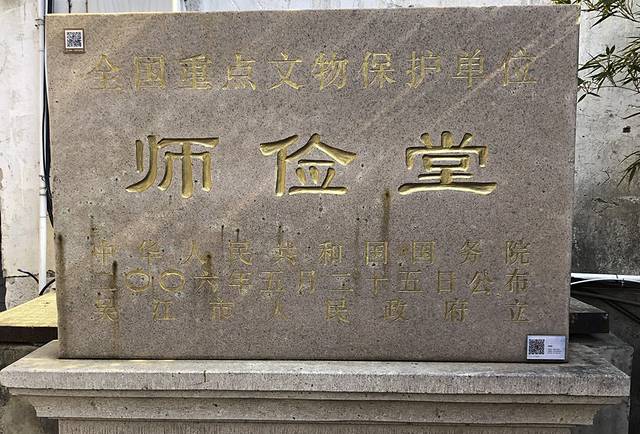 全国重点文物保护单位
师俭堂
中华人民共和国国务院
二〇〇六年五月二十五日公布
吴江市人民政府立